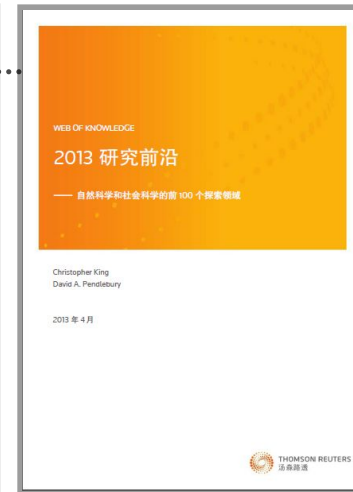 WEB OF KNOWLEDGE
2013 研究前沿
—— 自然科学和社会科学的前 100 个探索领域
Christopher King
David A. Pendlebury
2013 年 4 月
THOMSON REUTERS
汤森路透